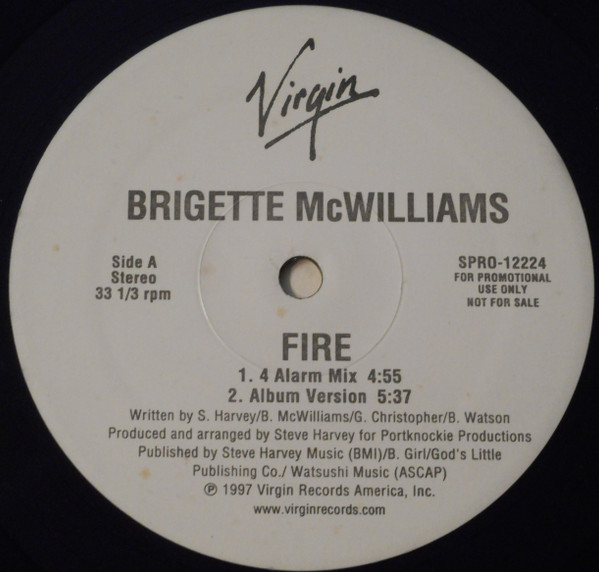 Virgin
BRIGETTE McWILLIAMS
Side A
Stereo
33 1/3 rpm
SPRO-12224
FOR PROMOTIONAL
USE ONLY
NOT FOR SALE
FIRE
1. 4 Alarm Mix 4:55
2. Album Version 5:37
Written by S. Harvey/B. McWilliams/G. Christopher/B. Watson
Produced and arranged by Steve Harvey for Portknockie Productions
Published by Steve Harvey Music (BMI)/B. Girl/God's Little
Publishing Co./ Watsushi Music (ASCAP)
℗ 1997 Virgin Records America, Inc.
www.virginrecords.com